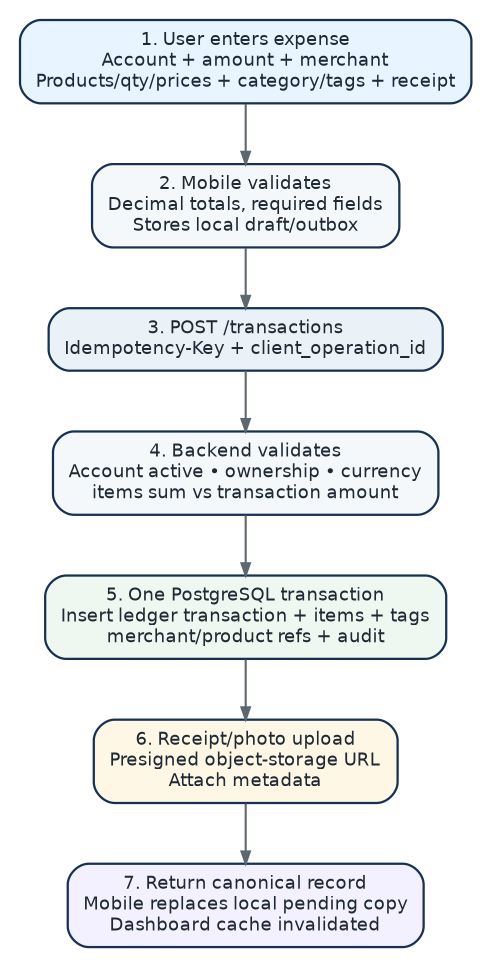 1. User enters expense
Account + amount + merchant
Products/qty/prices + category/tags + receipt
2. Mobile validates
Decimal totals, required fields
Stores local draft/outbox
3. POST /transactions
Idempotency-Key + client_operation_id
4. Backend validates
Account active • ownership • currency
items sum vs transaction amount
5. One PostgreSQL transaction
Insert ledger transaction + items + tags
merchant/product refs + audit
6. Receipt/photo upload
Presigned object-storage URL
Attach metadata
7. Return canonical record
Mobile replaces local pending copy
Dashboard cache invalidated